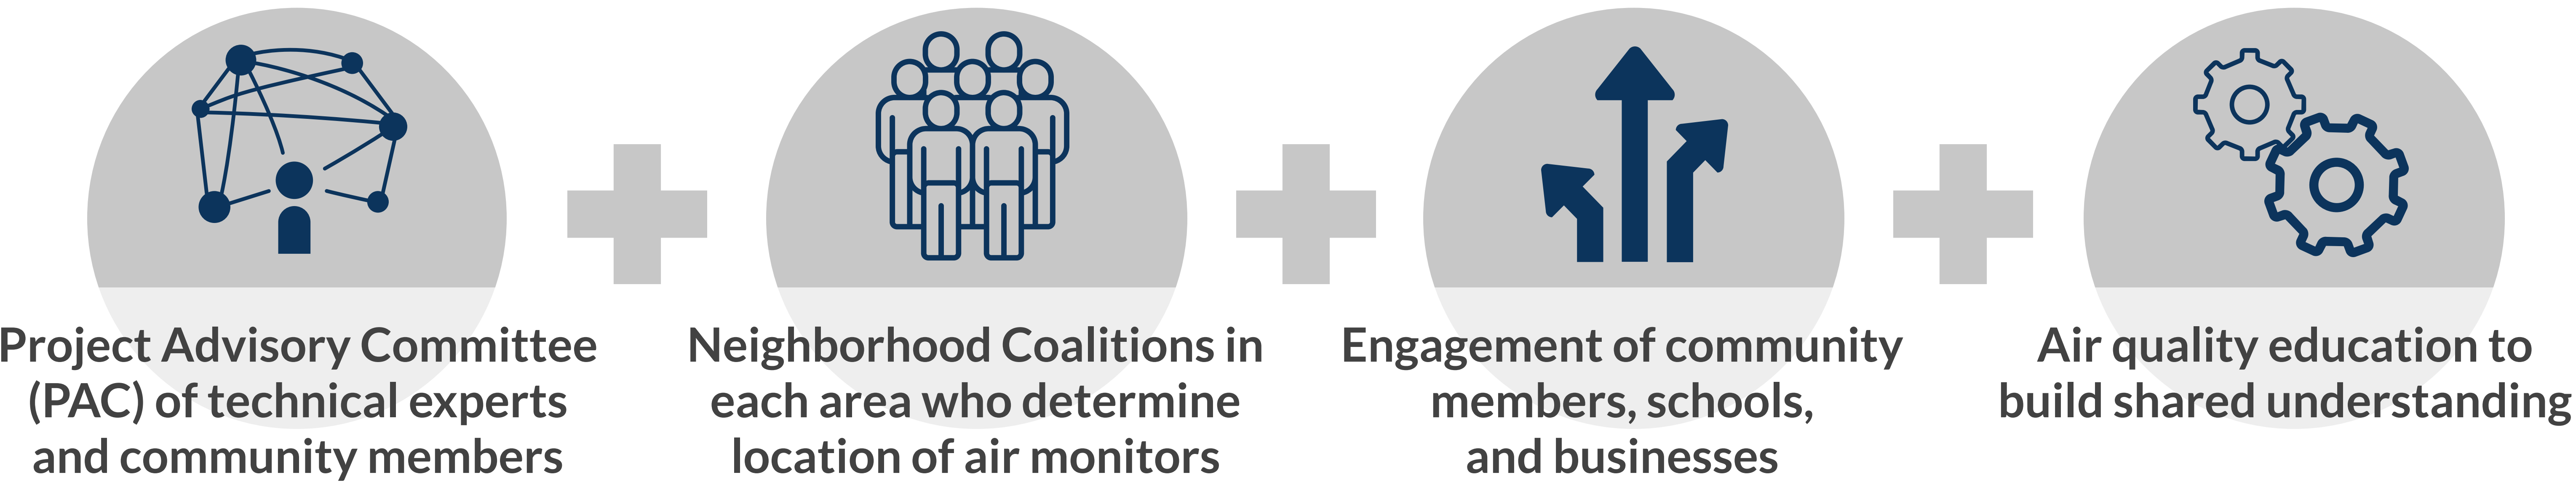 Project Advisory Committee
(PAC) of technical experts
and community members
Neighborhood Coalitions in
each area who determine
location of air monitors
Engagement of community
members, schools,
and businesses
Air quality education to
build shared understanding